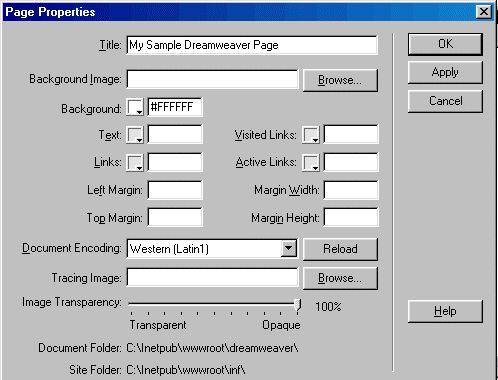 Page Properties
Title: My Sample Dreamweaver Page
OK
Background Image: Browse...
Apply
Background: #FFFFFF
Cancel
Text: Visited Links:
Links: Active Links:
Left Margin: Margin Width:
Top Margin: Margin Height:
Document Encoding: Western (Latin1) Reload
Tracing Image: Browse...
Image Transparency: 100%
Help
Transparent Opaque
Document Folder: C:\Inetpub\wwwroot\dreamweaver\
Site Folder: C:\Inetpub\wwwroot\inf\